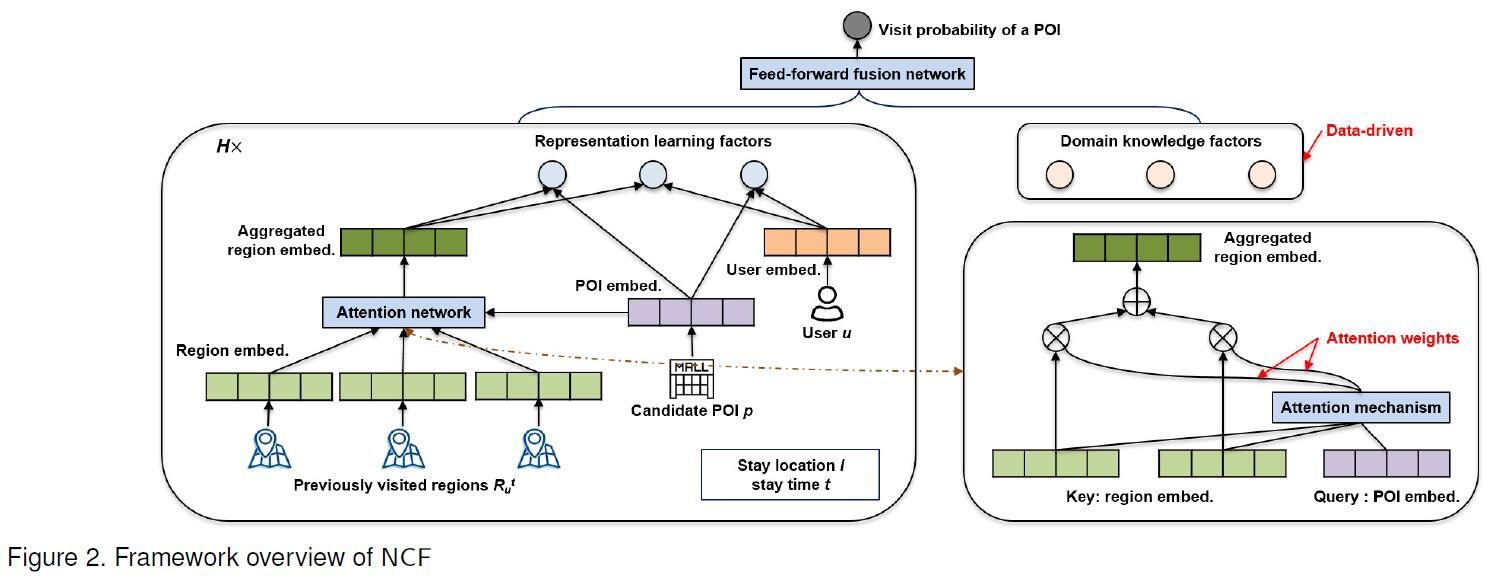 Visit probability of a POI
Feed-forward fusion network
H×
Representation learning factors
Domain knowledge factors
Data-driven
Aggregated
region embed.
User embed.
POI embed.
Attention network
User u
Region embed.
MALL
Candidate POI p
Previously visited regions Rᵤᵗ
Stay location l
stay time t
Aggregated
region embed.
Attention weights
Attention mechanism
Key: region embed.
Query : POI embed.
Figure 2. Framework overview of NCF